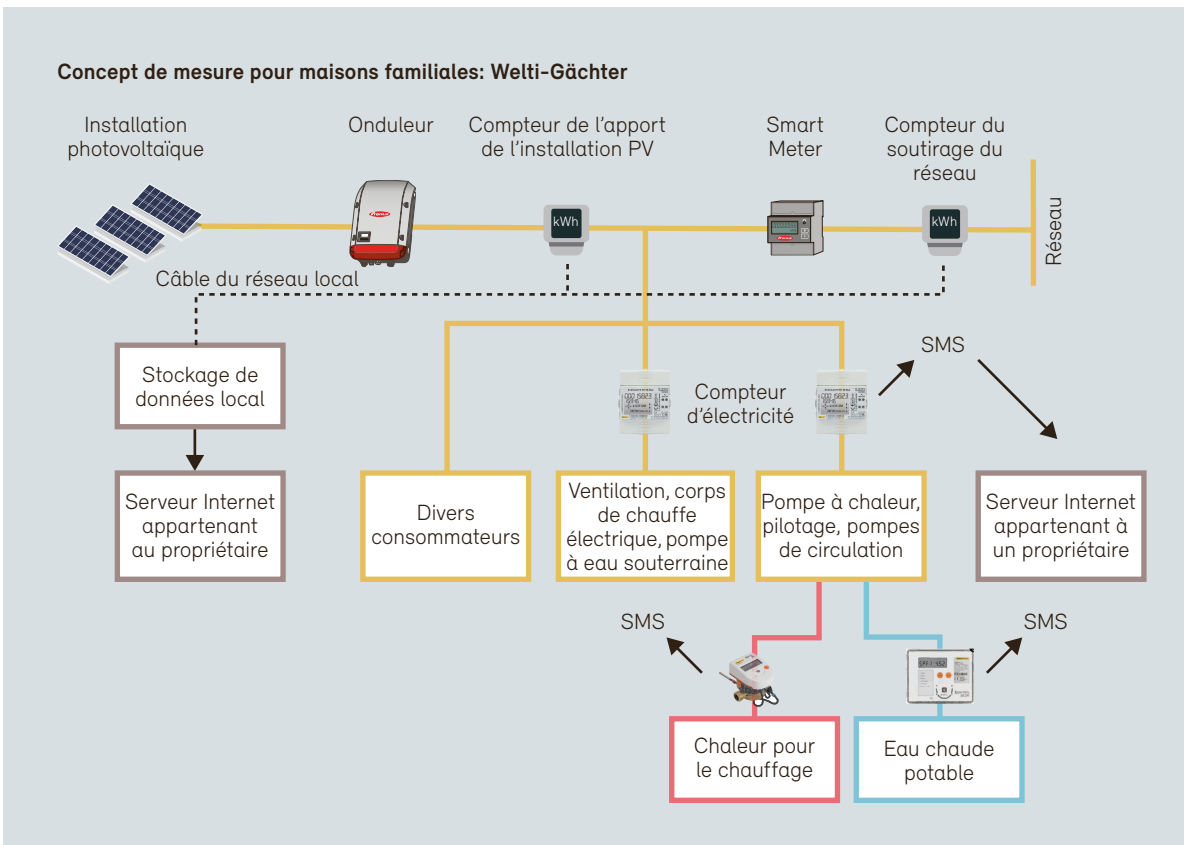 Concept de mesure pour maisons familiales: Welti-Gächter
Installation
photovoltaïque
Onduleur
Compteur de l'apport
de l'installation PV
Smart
Meter
Compteur du
soutirage du
réseau
kWh
kWh
Réseau
Câble du réseau local
Stockage de
données local
Serveur Internet
appartenant
au propriétaire
Compteur
d'électricité
SMS
Divers
consommateurs
Ventilation, corps
de chauffe
électrique, pompe
à eau souterraine
Pompe à chaleur,
pilotage, pompes
de circulation
Serveur Internet
appartenant à
un propriétaire
SMS
SMS
Chaleur pour
le chauffage
Eau chaude
potable